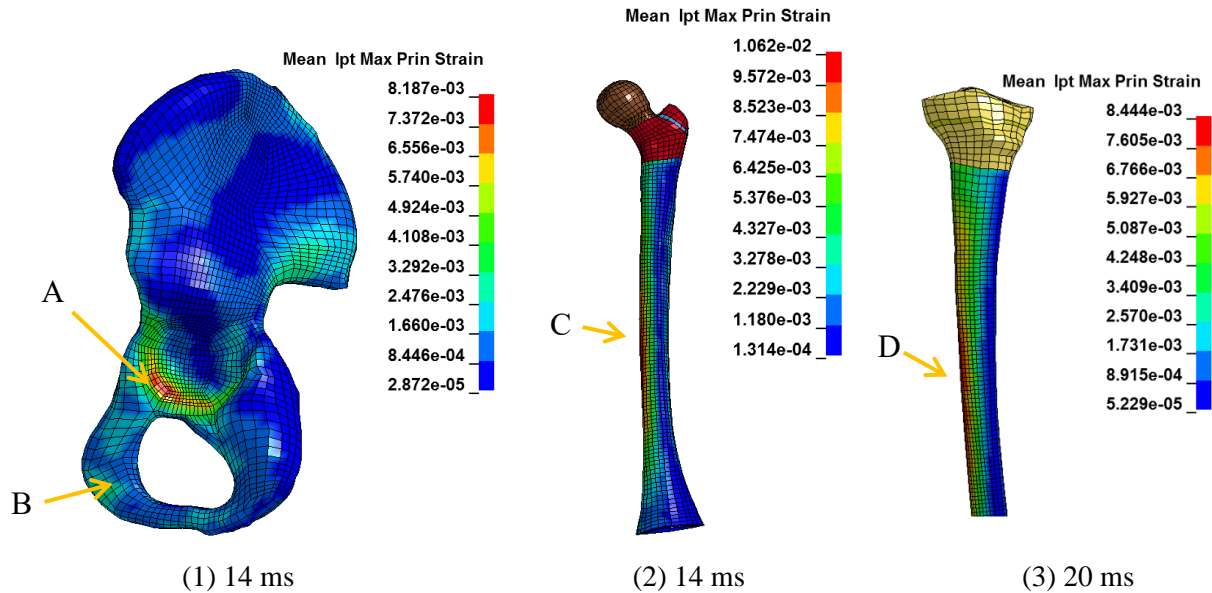 Mean Ipt Max Prin Strain
8.187e-03
7.372e-03
6.556e-03
5.740e-03
4.924e-03
4.108e-03
3.292e-03
2.476e-03
1.660e-03
8.446e-04
2.872e-05
A
B
(1) 14 ms
Mean Ipt Max Prin Strain
1.062e-02
9.572e-03
8.523e-03
7.474e-03
6.425e-03
5.376e-03
4.327e-03
3.278e-03
2.229e-03
1.180e-03
1.314e-04
C
(2) 14 ms
Mean Ipt Max Prin Strain
8.444e-03
7.605e-03
6.766e-03
5.927e-03
5.087e-03
4.248e-03
3.409e-03
2.570e-03
1.731e-03
8.915e-04
5.229e-05
D
(3) 20 ms